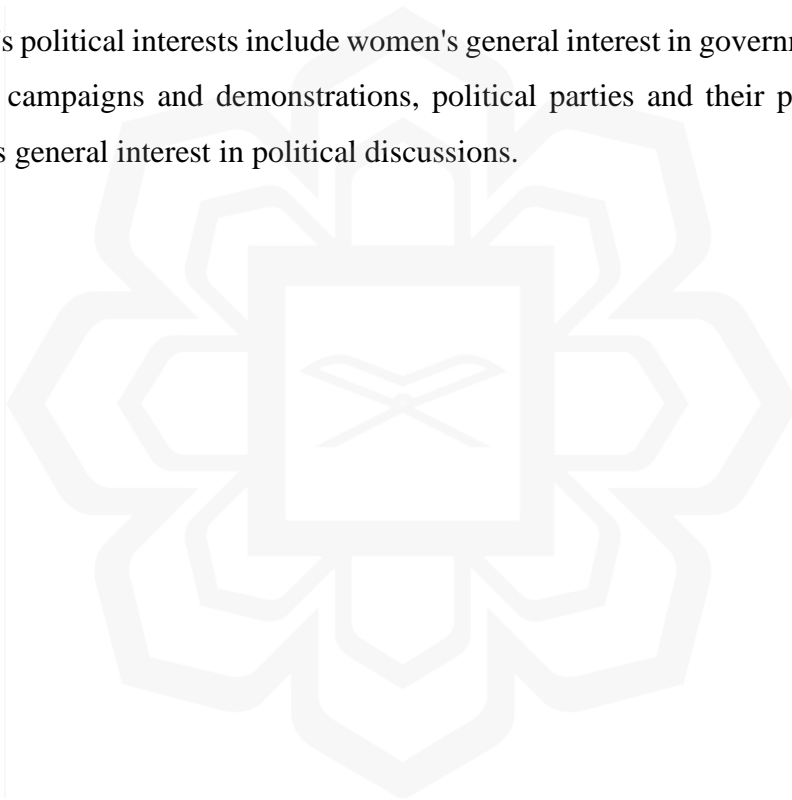 's political interests include women's general interest in governm
campaigns and demonstrations, political parties and their p
s general interest in political discussions.